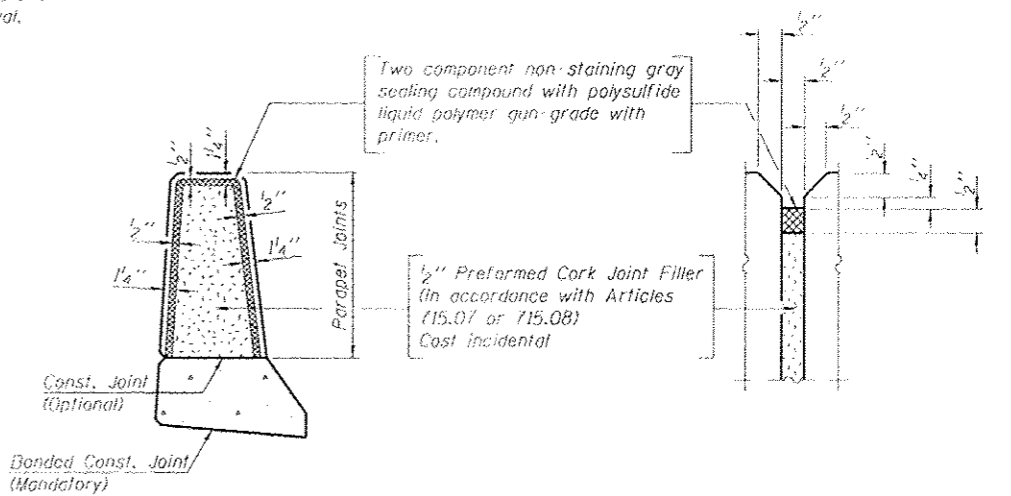 val.
Two component non-staining gray
sealing compound with polysulfide
liquid polymer gun-grade with
primer.
½"
½"
½"
½"
1¼"
½"
¼"
½"
½"
½"
1¼"
1¼"
Parapet Joints
½" Preformed Cork Joint Filler
(In accordance with Articles
715.07 or 715.08)
Cost incidental
Const. Joint
(Optional)
Bonded Const. Joint
(Mandatory)